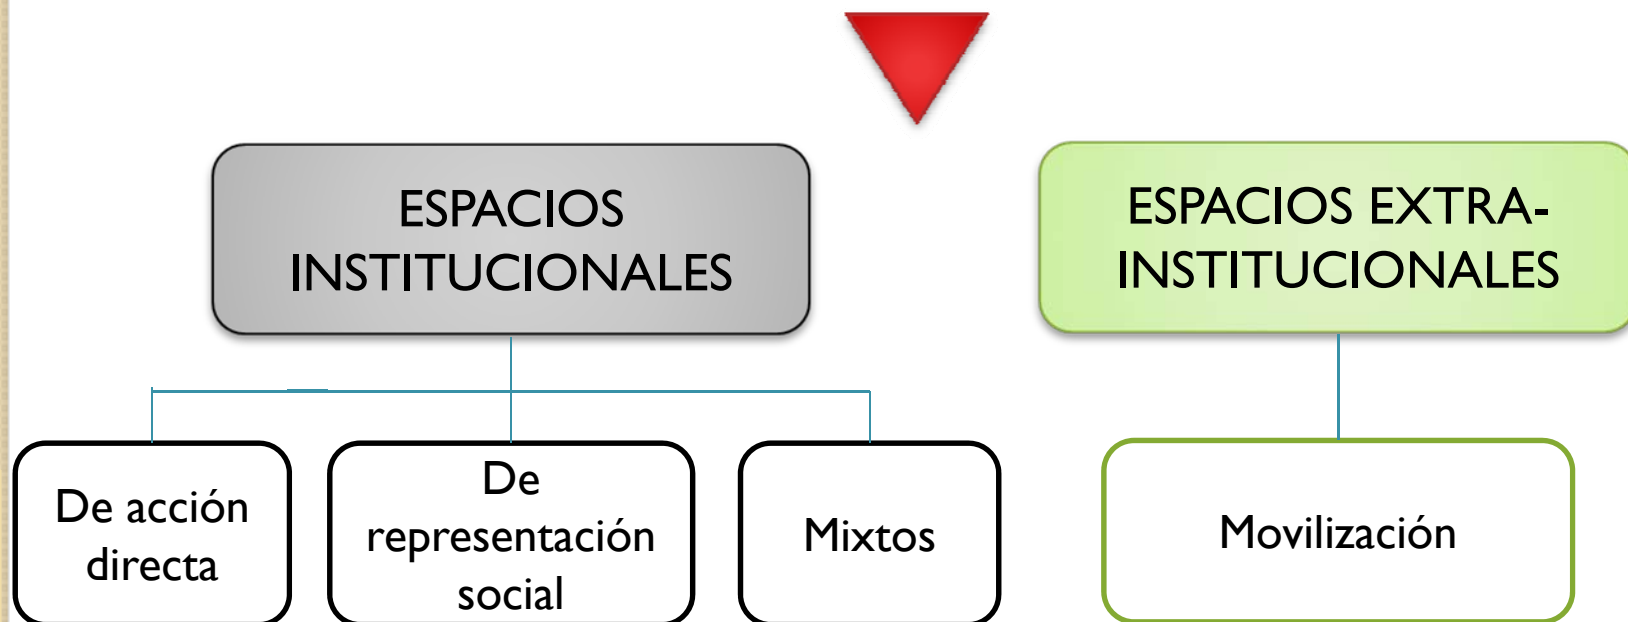 ESPACIOS
INSTITUCIONALES
ESPACIOS EXTRA-
INSTITUCIONALES
De acción
directa
De
representación
social
Mixtos
Movilización